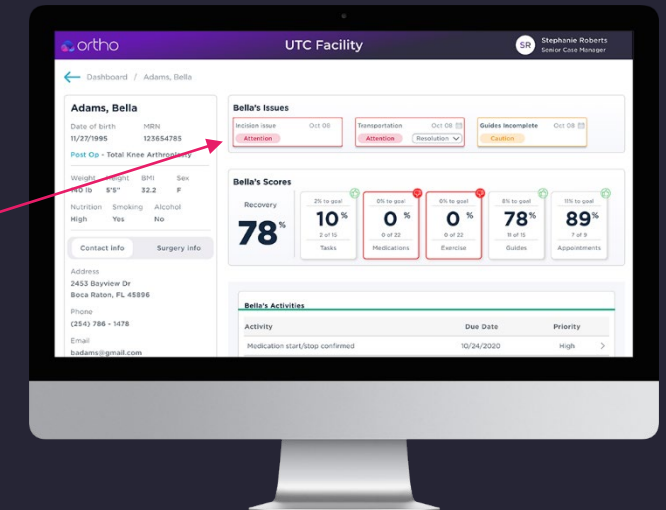 ortho
UTC Facility
SR
Stephanie Roberts
Senior Case Manager
Dashboard / Adams, Bella
Adams, Bella
Date of birth MRN
11/27/1995 123654785
Post Op - Total Knee Arthroplasty
Weight Height BMI Sex
140 lb 5'5" 32.2 F
Nutrition Smoking Alcohol
High Yes No
Contact info Surgery info
Address
2453 Bayview Dr
Boca Raton, FL 45896
Phone
(254) 786 - 1478
Email
badams@gmail.com
Bella's Issues
Incision issue Oct 08
Attention
Transportation Oct 08
Attention Resolution
Guides Incomplete Oct 08
Caution
Bella's Scores
Recovery
78%
2% to goal
10%
2 of 15
Tasks
0% to goal
0%
0 of 22
Medications
0% to goal
0%
0 of 22
Exercise
8% to goal
78%
11 of 15
Guides
11% to goal
89%
7 of 9
Appointments
Bella's Activities
Activity Due Date Priority
Medication start/stop confirmed 10/24/2020 High